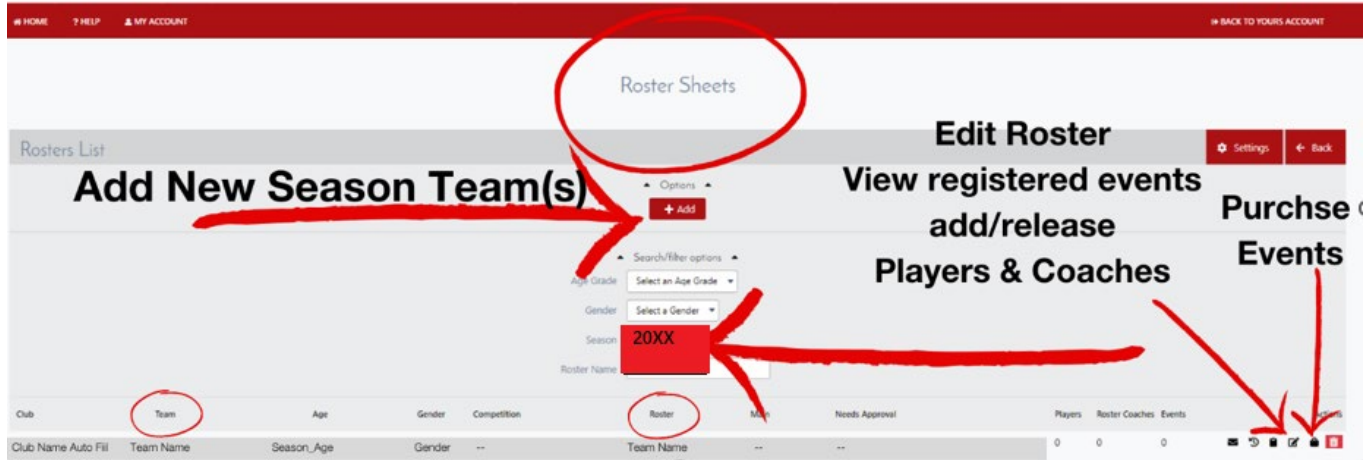 HOME ? HELP MY ACCOUNT BACK TO YOURS ACCOUNT
Roster Sheets
Rosters List
Settings ← Back
Add New Season Team(s)
Options
+ Add
Edit Roster
View registered events
add/release
Players & Coaches
Purchse
Events
Search/filter options
Age Grade Select an Age Grade
Gender Select a Gender
Season 20XX
Roster Name
Club Team Age Gender Competition Roster Main Needs Approval Players Roster Coaches Events Actions
Club Name Auto Fill Team Name Season_Age Gender -- Team Name -- -- 0 0 0